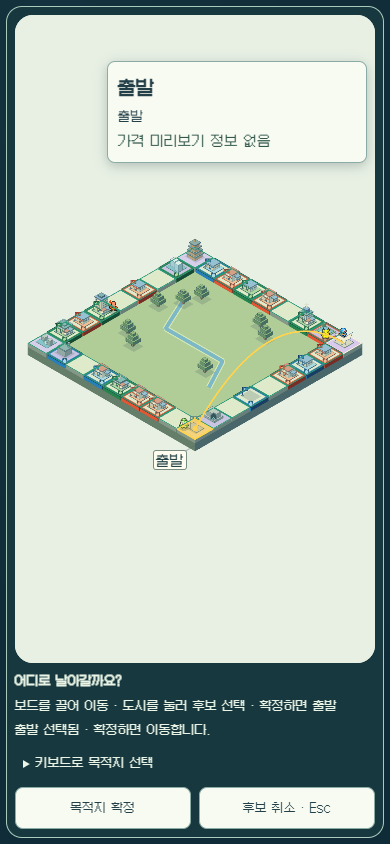 출발
출발
가격 미리보기 정보 없음
출발
어디로 날아갈까요?
보드를 끌어 이동 · 도시를 눌러 후보 선택 · 확정하면 출발
출발 선택됨 · 확정하면 이동합니다.
▸ 키보드로 목적지 선택
목적지 확정
후보 취소 · Esc